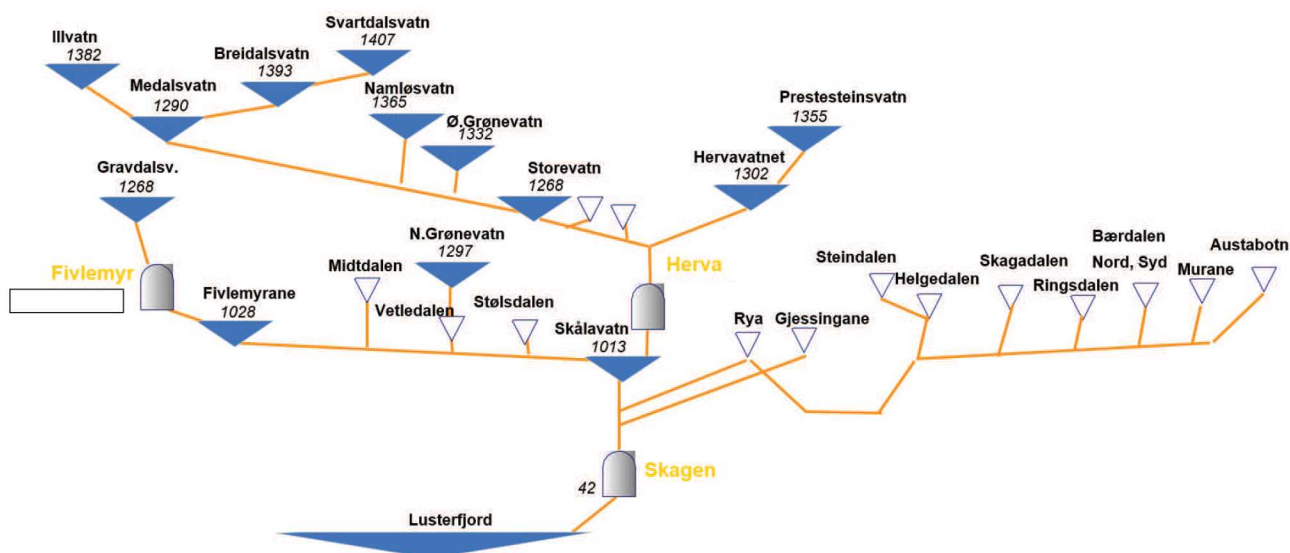 Svartdalsvatn
1407
Illvatn
1382
Breidalsvatn
1393
Medalsvatn
1290
Namløsvatn
1365
Ø.Grønevatn
1332
Prestesteinsvatn
1355
Hervavatnet
1302
Storevatn
1268
Gravdalsv.
1268
N.Grønevatn
1297
Midtdalen
Fivlemyr
Herva
Fivlemyrane
1028
Vetledalen
Stølsdalen
Skålavatn
1013
Rya
Gjessingane
Steindalen
Helgedalen
Skagadalen
Ringsdalen
Bærdalen
Nord, Syd
Murane
Austabotn
Skagen
42
Lusterfjord